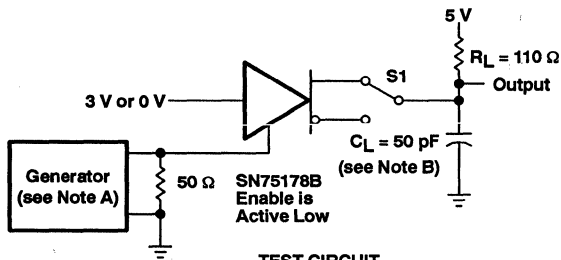 5 V
R_L = 110 Ω
S1
Output
3 V or 0 V
C_L = 50 pF
(see Note B)
Generator
(see Note A)
50 Ω
SN75178B
Enable is
Active Low
TEST CIRCUIT